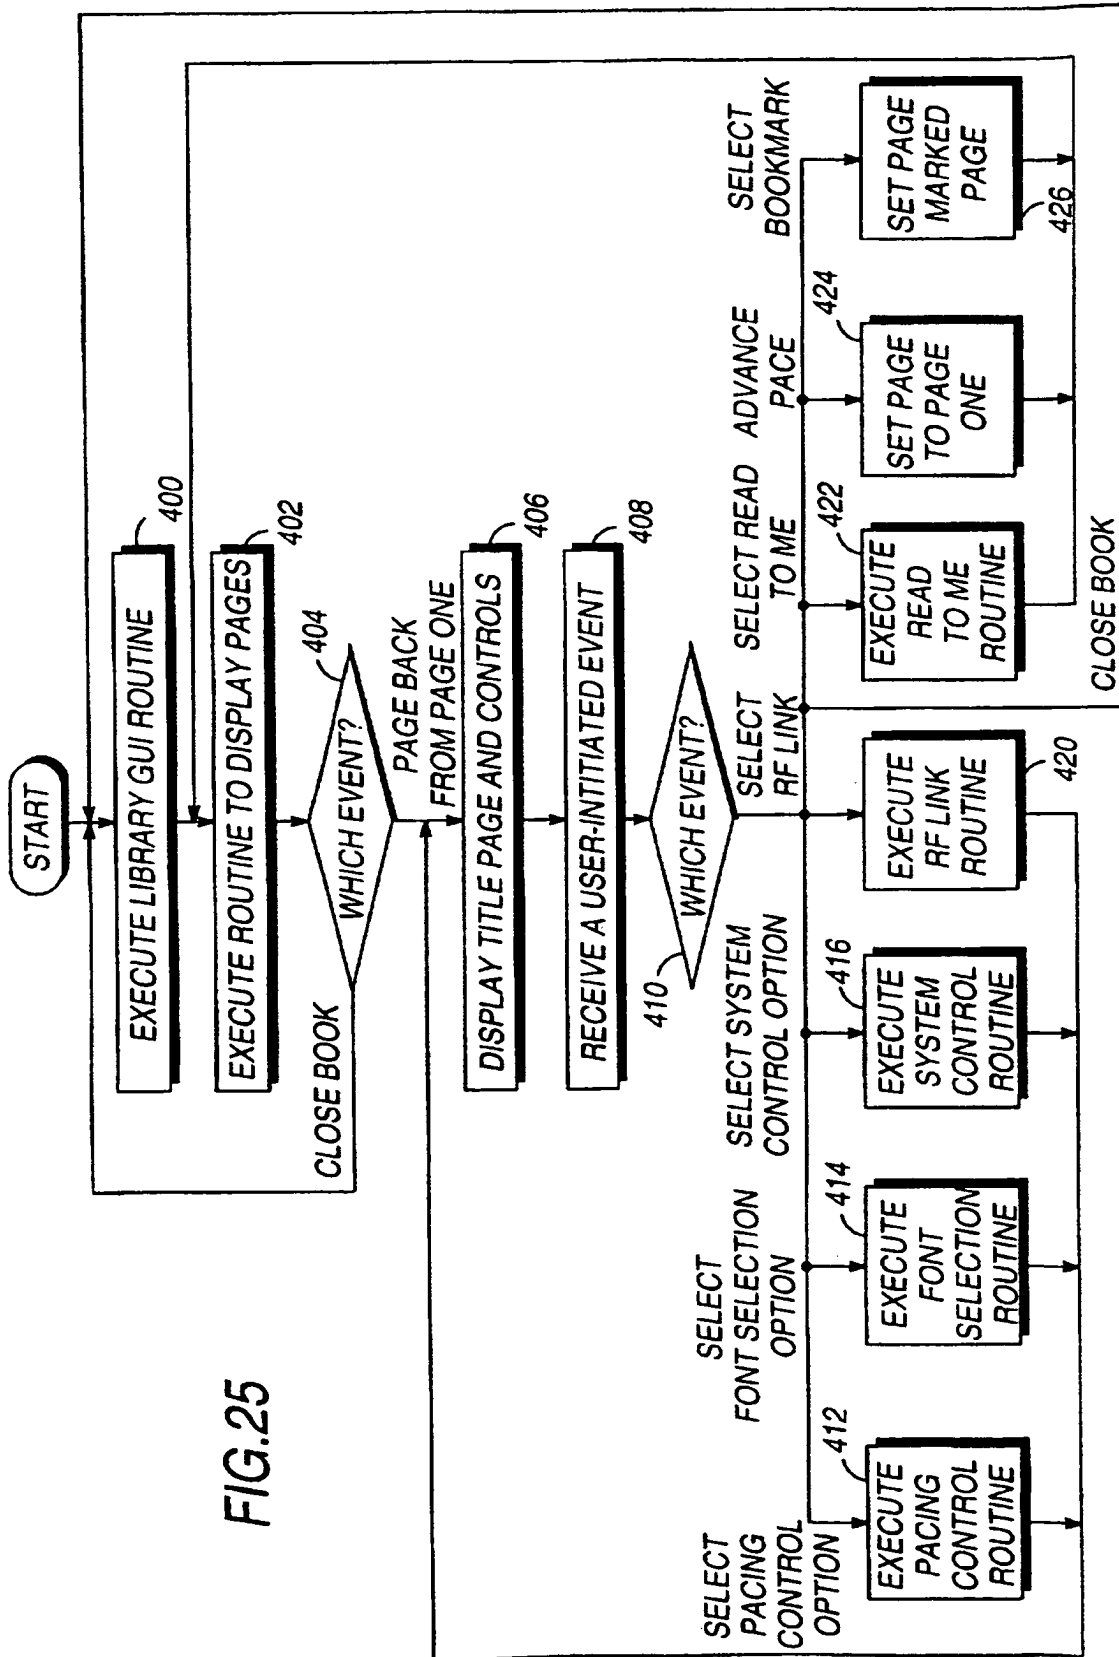 FIG.25
START
EXECUTE LIBRARY GUI ROUTINE
400
EXECUTE ROUTINE TO DISPLAY PAGES
402
WHICH EVENT?
404
CLOSE BOOK
PAGE BACK
FROM PAGE ONE
DISPLAY TITLE PAGE AND CONTROLS
406
RECEIVE A USER-INTITIATED EVENT
408
WHICH EVENT?
410
SELECT
PACING
CONTROL
OPTION
SELECT
FONT SELECTION
OPTION
SELECT SYSTEM
CONTROL OPTION
SELECT
RF LINK
SELECT READ
TO ME
ADVANCE
PACE
SELECT
BOOKMARK
412
EXECUTE
PACING
CONTROL
ROUTINE
414
EXECUTE
FONT
SELECTION
ROUTINE
416
EXECUTE
SYSTEM
CONTROL
ROUTINE
EXECUTE
RF LINK
ROUTINE
420
422
EXECUTE
READ
TO ME
ROUTINE
424
SET PAGE
TO PAGE
ONE
SET PAGE
MARKED
PAGE
426
CLOSE BOOK